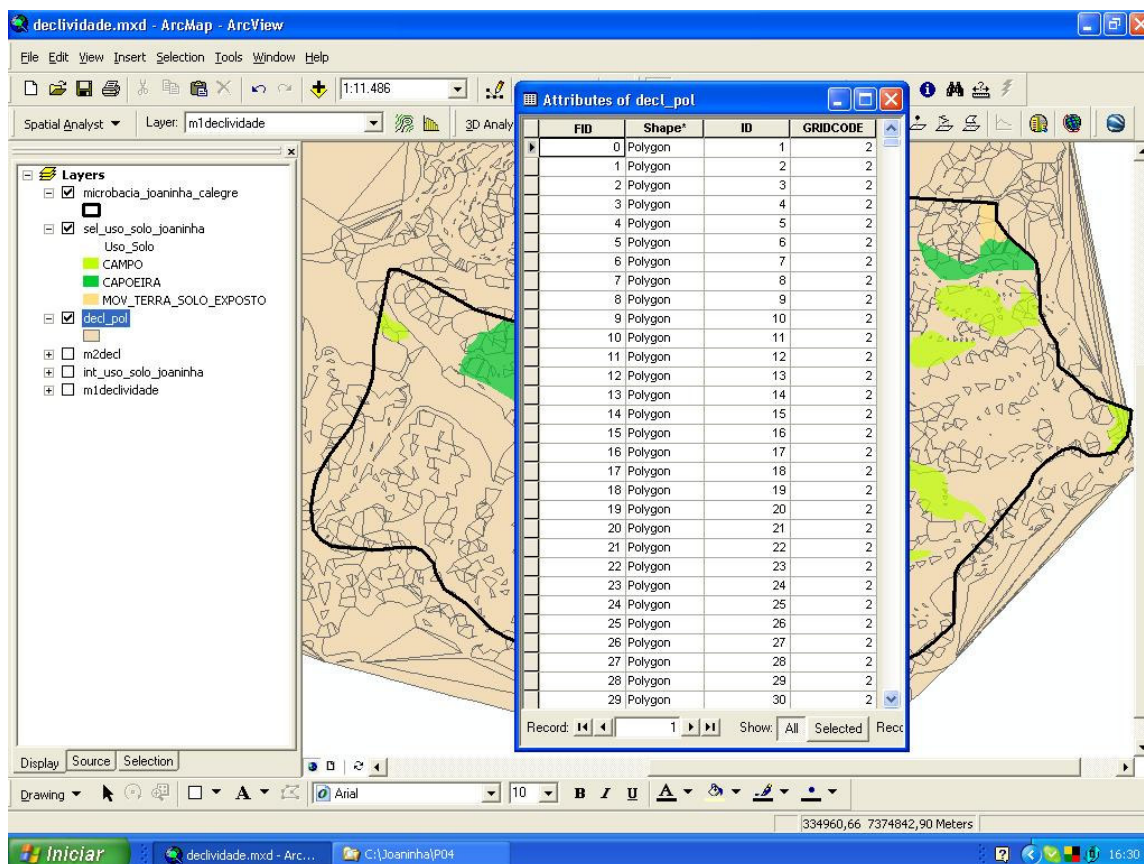 declividade.mxd - ArcMap - ArcView
File Edit View Insert Selection Tools Window Help
1:11.486
Spatial Analyst Layer: m1declividade 3D Analy
Layers
microbacia_joaninha_calegre
sel_uso_solo_joaninha
Uso_Solo
CAMPO
CAPOEIRA
MOV_TERRA_SOLO_EXPOSTO
decl_pol
m2decl
int_uso_solo_joaninha
m1declividade
Attributes of decl_pol
FID Shape* ID GRIDCODE
0 Polygon 1 2
1 Polygon 2 2
2 Polygon 3 2
3 Polygon 4 2
4 Polygon 5 2
5 Polygon 6 2
6 Polygon 7 2
7 Polygon 8 2
8 Polygon 9 2
9 Polygon 10 2
10 Polygon 11 2
11 Polygon 12 2
12 Polygon 13 2
13 Polygon 14 2
14 Polygon 15 2
15 Polygon 16 2
16 Polygon 17 2
17 Polygon 18 2
18 Polygon 19 2
19 Polygon 20 2
20 Polygon 21 2
21 Polygon 22 2
22 Polygon 23 2
23 Polygon 24 2
24 Polygon 25 2
25 Polygon 26 2
26 Polygon 27 2
27 Polygon 28 2
28 Polygon 29 2
29 Polygon 30 2
Record: 1 Show: All Selected Recc
Display Source Selection
Drawing A Arial 10 B I U A
334960,66 7374842,90 Meters
Iniciar declividade.mxd - Arc... C:\Joaninha\P04 16:30